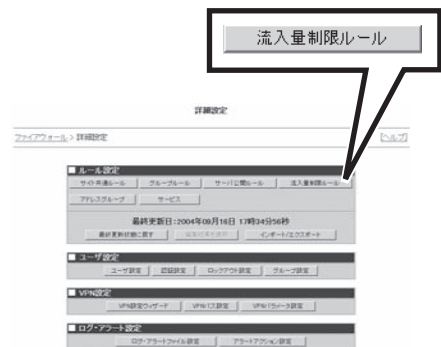 流入量制限ルール
詳細設定
ファイアウォール > 詳細設定 [ヘルプ]
■ ルール設定
サイト共通ルール グループルール サーバ公開ルール 流入量制限ルール
アドレスグループ サービス
最終更新日:2004年09月16日 17時34分56秒
最終更新状態に戻す 編集結果を適用 インポート/エクスポート
■ ユーザ設定
ユーザ設定 認証設定 ロックアウト設定 グループ設定
■ VPN設定
VPN設定ウィザード VPNパス設定 VPNパラメータ設定
■ ログ・アラート設定
ログ・アラートファイル設定 アラートアクション設定